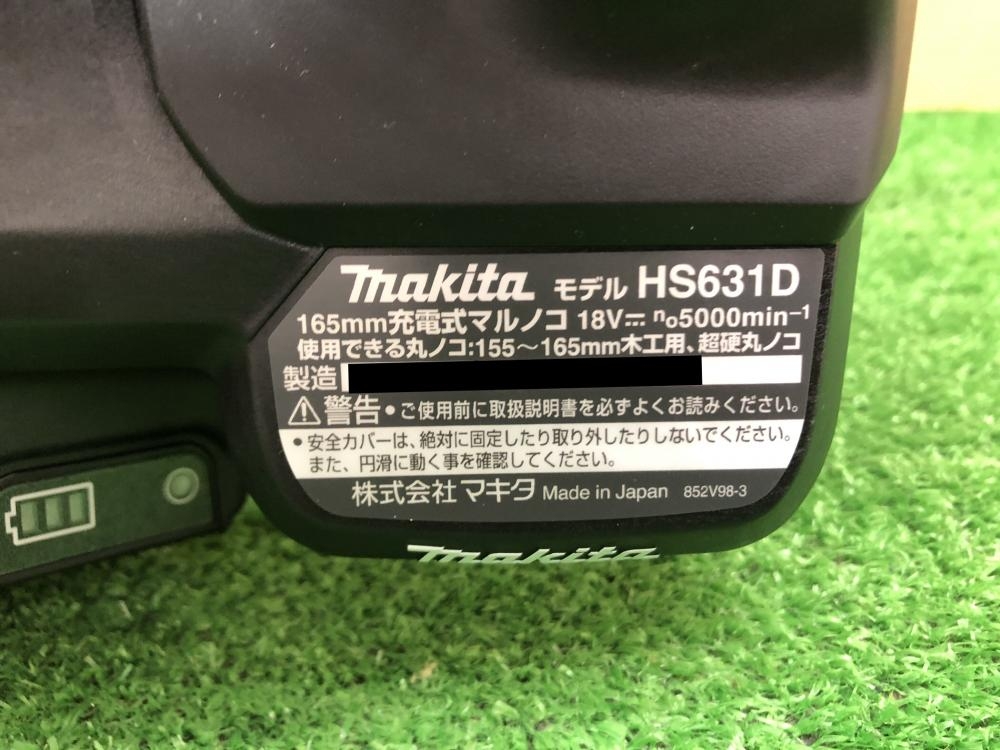 makita モデル HS631D
165mm充電式マルノコ 18V⎓ n₀5000min⁻¹
使用できる丸ノコ:155～165mm木工用、超硬丸ノコ
製造
⚠警告 ●ご使用前に取扱説明書を必ずよくお読みください。
●安全カバーは、絶対に固定したり取り外したりしないでください。
また、円滑に動く事を確認してください。
株式会社マキタ Made in Japan 852V98-3
makita